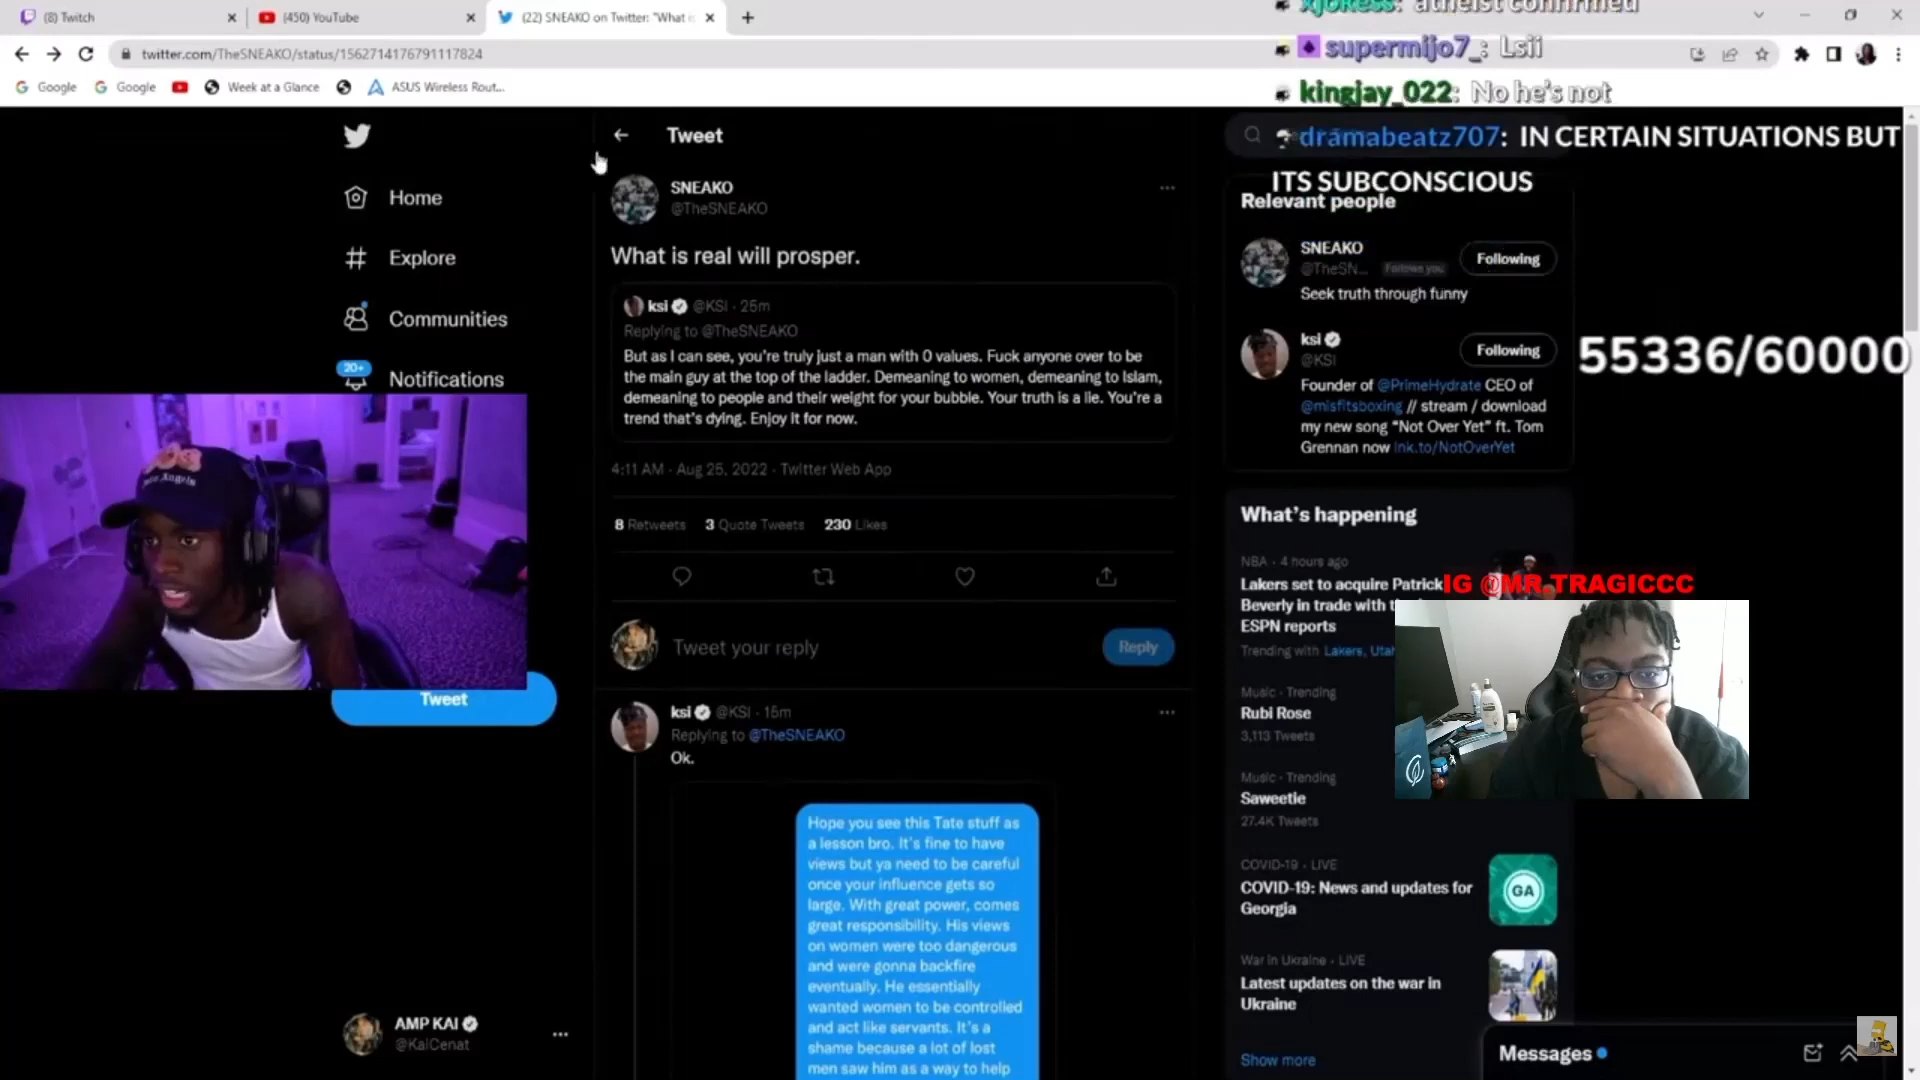 (8) Twitch
(450) YouTube
(22) SNEAKO on Twitter: "What is
xjokess: atheist confirmed
supermijo7_: Lsii
twitter.com/TheSNEAKO/status/1562714176791117824
Google
Google
Week at a Glance
ASUS Wireless Rout...
kingjay_022: No he's not
dramabeatz707: IN CERTAIN SITUATIONS BUT
ITS SUBCONSCIOUS
Tweet
Home
Explore
Communities
20+
Notifications
Tweet
AMP KAI
@KaiCenat
SNEAKO
@TheSNEAKO
What is real will prosper.
ksi @KSI · 25m
Replying to @TheSNEAKO
But as I can see, you're truly just a man with 0 values. Fuck anyone over to be
the main guy at the top of the ladder. Demeaning to women, demeaning to Islam,
demeaning to people and their weight for your bubble. Your truth is a lie. You're a
trend that's dying. Enjoy it for now.
4:11 AM · Aug 25, 2022 · Twitter Web App
8 Retweets 3 Quote Tweets 230 Likes
Tweet your reply
Reply
ksi @KSI · 15m
Replying to @TheSNEAKO
Ok.
Hope you see this Tate stuff as
a lesson bro. It's fine to have
views but ya need to be careful
once your influence gets so
large. With great power, comes
great responsibility. His views
on women were too dangerous
and were gonna backfire
eventually. He essentially
wanted women to be controlled
and act like servants. It's a
shame because a lot of lost
men saw him as a way to help
Relevant people
SNEAKO
@TheSN... Follows you
Following
Seek truth through funny
ksi
@KSI
Following
Founder of @PrimeHydrate CEO of
@misfitsboxing // stream / download
my new song "Not Over Yet" ft. Tom
Grennan now lnk.to/NotOverYet
55336/60000
What's happening
NBA · 4 hours ago
Lakers set to acquire Patrick
Beverly in trade with
ESPN reports
Trending with Lakers, Utah
IG @MR.TRAGICCC
Music · Trending
Rubi Rose
3,113 Tweets
Music · Trending
Saweetie
27.4K Tweets
COVID-19 · LIVE
COVID-19: News and updates for
Georgia
GA
War in Ukraine · LIVE
Latest updates on the war in
Ukraine
Show more
Messages